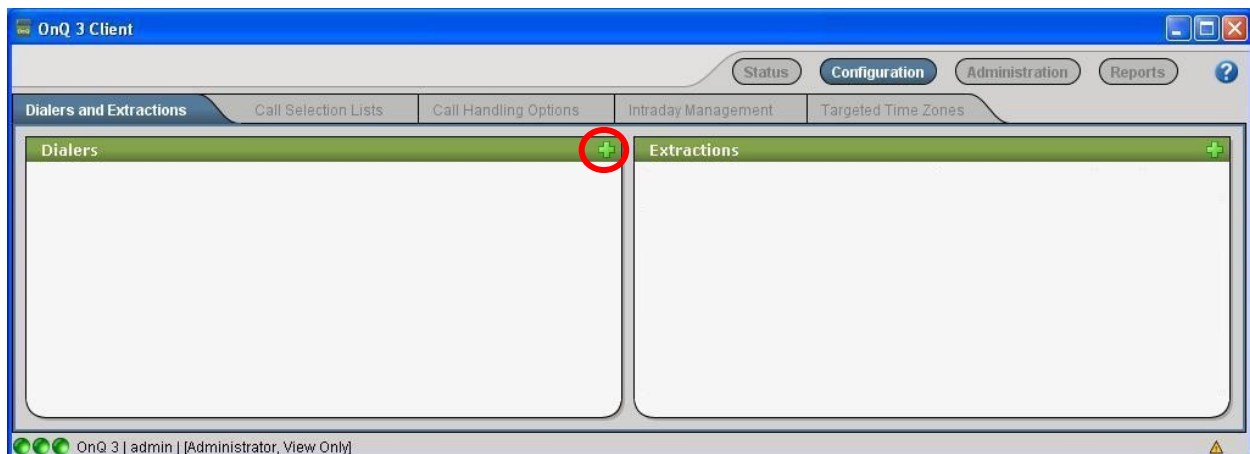 OnQ 3 Client
Status Configuration Administration Reports ?
Dialers and Extractions Call Selection Lists Call Handling Options Intraday Management Targeted Time Zones
Dialers Extractions
OnQ 3 | admin | [Administrator, View Only]